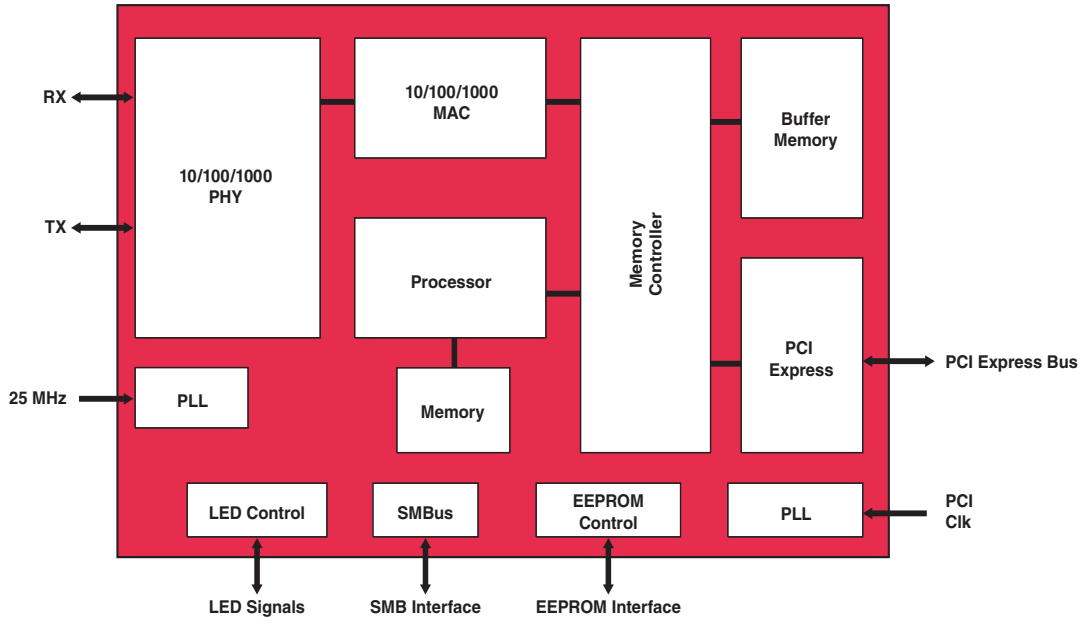 RX
TX
25 MHz
10/100/1000
PHY
10/100/1000
MAC
Processor
Memory
Memory
Controller
Buffer
Memory
PCI
Express
PCI Express Bus
PLL
LED Control
SMBus
EEPROM
Control
PLL
PCI
Clk
LED Signals
SMB Interface
EEPROM Interface